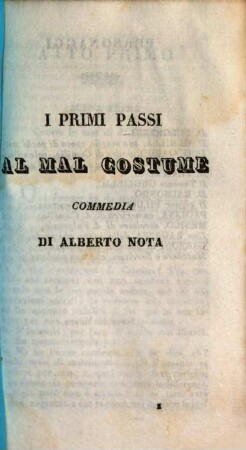 I PRIMI PASSI
AL MAL COSTUME
COMMEDIA
DI ALBERTO NOTA
1